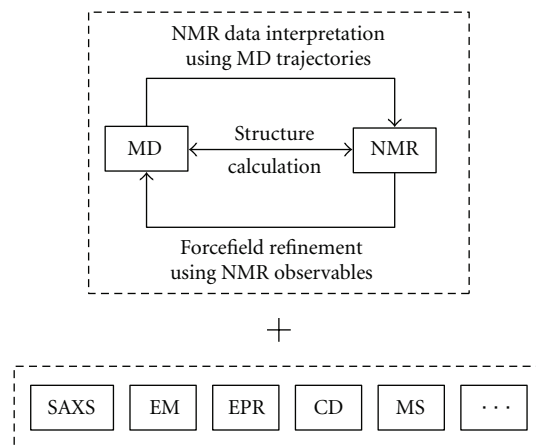 NMR data interpretation
using MD trajectories
MD
Structure
calculation
NMR
Forcefield refinement
using NMR observables
+
SAXS EM EPR CD MS ···